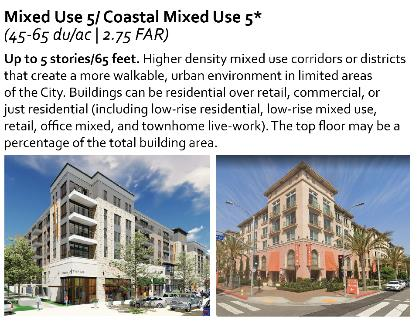 Mixed Use 5/ Coastal Mixed Use 5*
(45-65 du/ac | 2.75 FAR)
Up to 5 stories/65 feet. Higher density mixed use corridors or districts
that create a more walkable, urban environment in limited areas
of the City. Buildings can be residential over retail, commercial, or
just residential (including low-rise residential, low-rise mixed use,
retail, office mixed, and townhome live-work). The top floor may be a
percentage of the total building area.